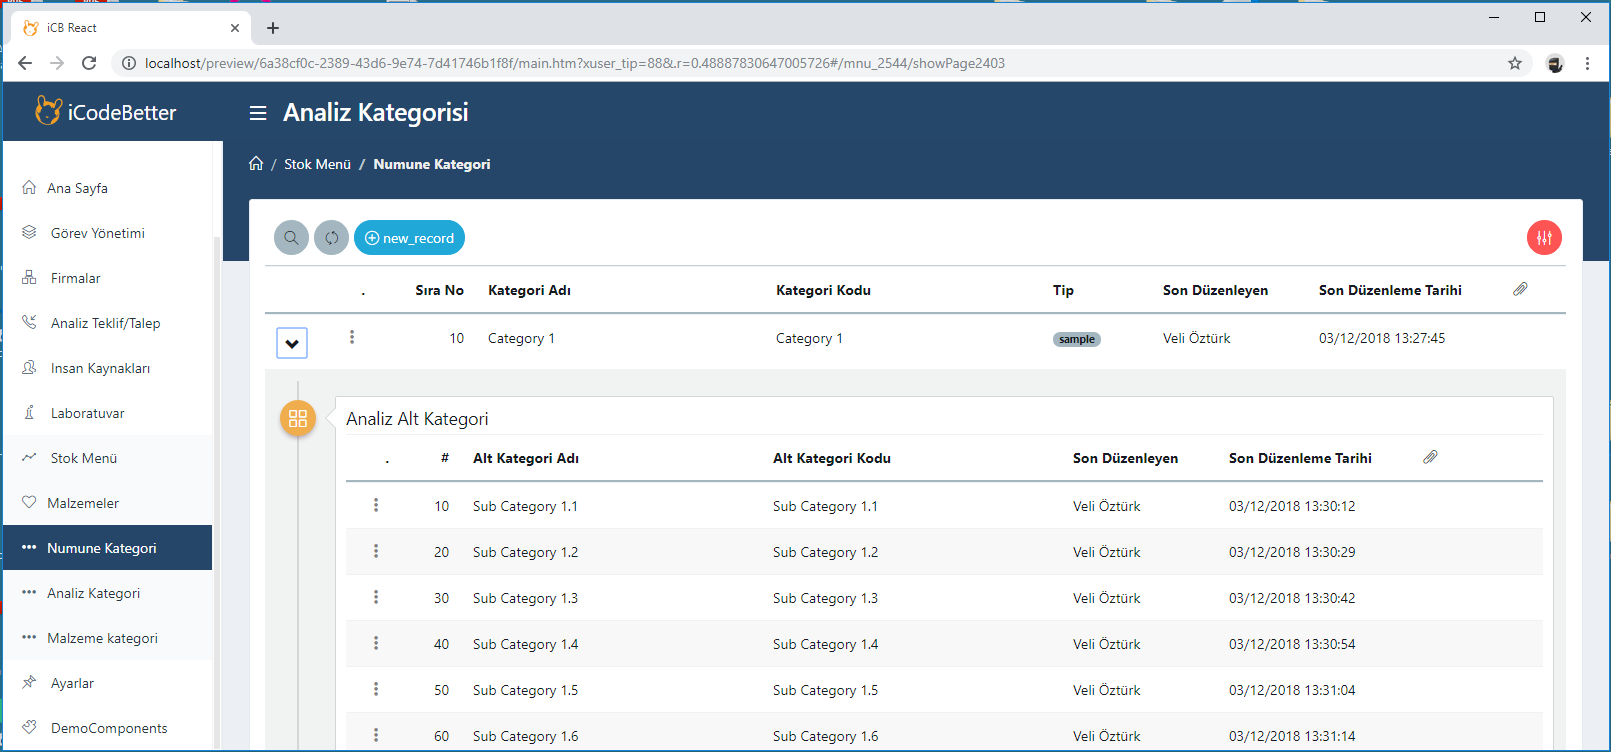 iCB React
localhost/preview/6a38cf0c-2389-43d6-9e74-7d41746b1f8f/main.htm?xuser_tip=88&.r=0.48887830647005726#/mnu_2544/showPage2403
iCodeBetter
Analiz Kategorisi
Stok Menü / Numune Kategori
Ana Sayfa
Görev Yönetimi
Firmalar
Analiz Teklif/Talep
Insan Kaynakları
Laboratuvar
Stok Menü
Malzemeler
Numune Kategori
Analiz Kategori
Malzeme kategori
Ayarlar
DemoComponents
new_record
. Sıra No Kategori Adı Kategori Kodu Tip Son Düzenleyen Son Düzenleme Tarihi
10 Category 1 Category 1 sample Veli Öztürk 03/12/2018 13:27:45
Analiz Alt Kategori
. # Alt Kategori Adı Alt Kategori Kodu Son Düzenleyen Son Düzenleme Tarihi
10 Sub Category 1.1 Sub Category 1.1 Veli Öztürk 03/12/2018 13:30:12
20 Sub Category 1.2 Sub Category 1.2 Veli Öztürk 03/12/2018 13:30:29
30 Sub Category 1.3 Sub Category 1.3 Veli Öztürk 03/12/2018 13:30:42
40 Sub Category 1.4 Sub Category 1.4 Veli Öztürk 03/12/2018 13:30:54
50 Sub Category 1.5 Sub Category 1.5 Veli Öztürk 03/12/2018 13:31:04
60 Sub Category 1.6 Sub Category 1.6 Veli Öztürk 03/12/2018 13:31:14